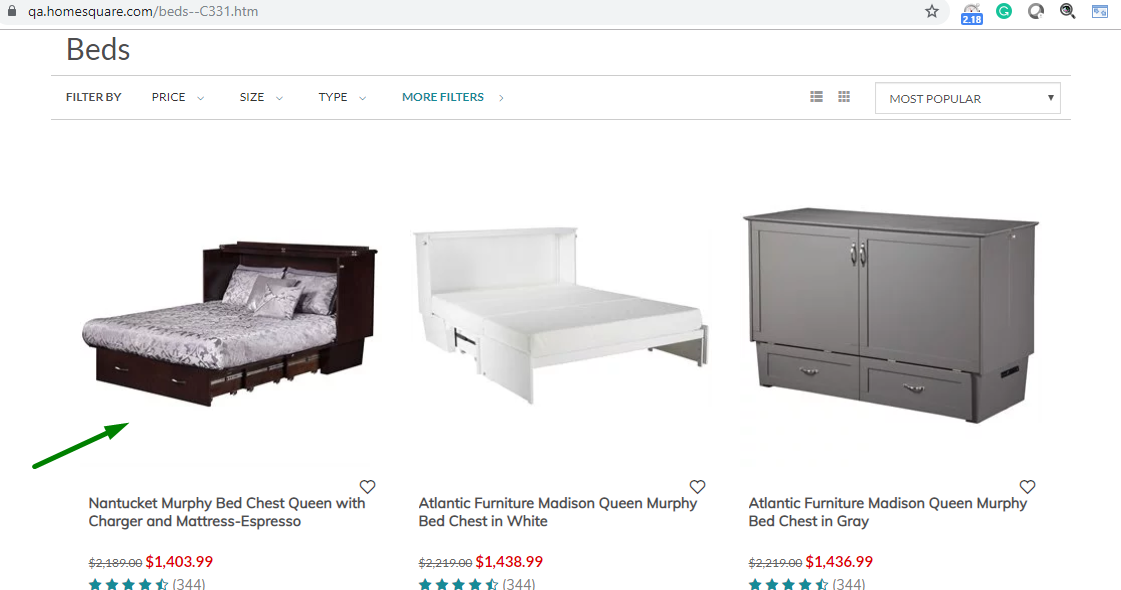 qa.homesquare.com/beds--C331.htm
2.18
Beds
FILTER BY PRICE SIZE TYPE MORE FILTERS MOST POPULAR
Nantucket Murphy Bed Chest Queen with
Charger and Mattress-Espresso
$2,189.00 $1,403.99
(344)
Atlantic Furniture Madison Queen Murphy
Bed Chest in White
$2,219.00 $1,438.99
(344)
Atlantic Furniture Madison Queen Murphy
Bed Chest in Gray
$2,219.00 $1,436.99
(344)